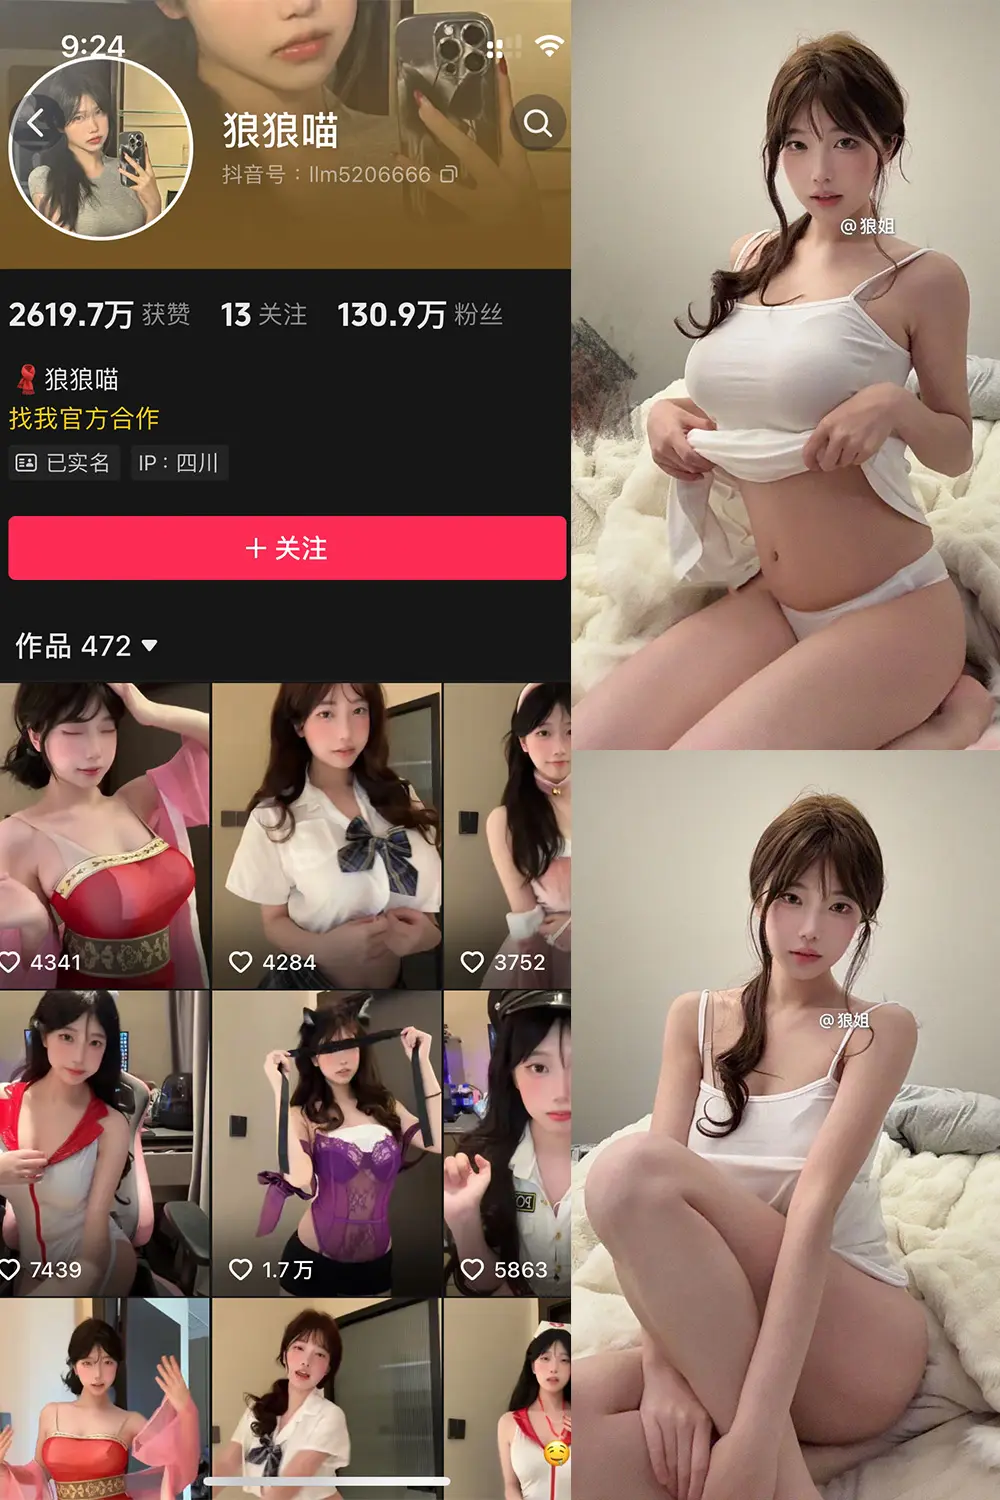 9:24
狼狼喵
抖音号：llm5206666
2619.7万 获赞 13 关注 130.9万 粉丝
狼狼喵
找我官方合作
已实名 IP：四川
＋关注
作品 472
4341 4284 3752
7439 1.7万 5863
@狼姐
@狼姐